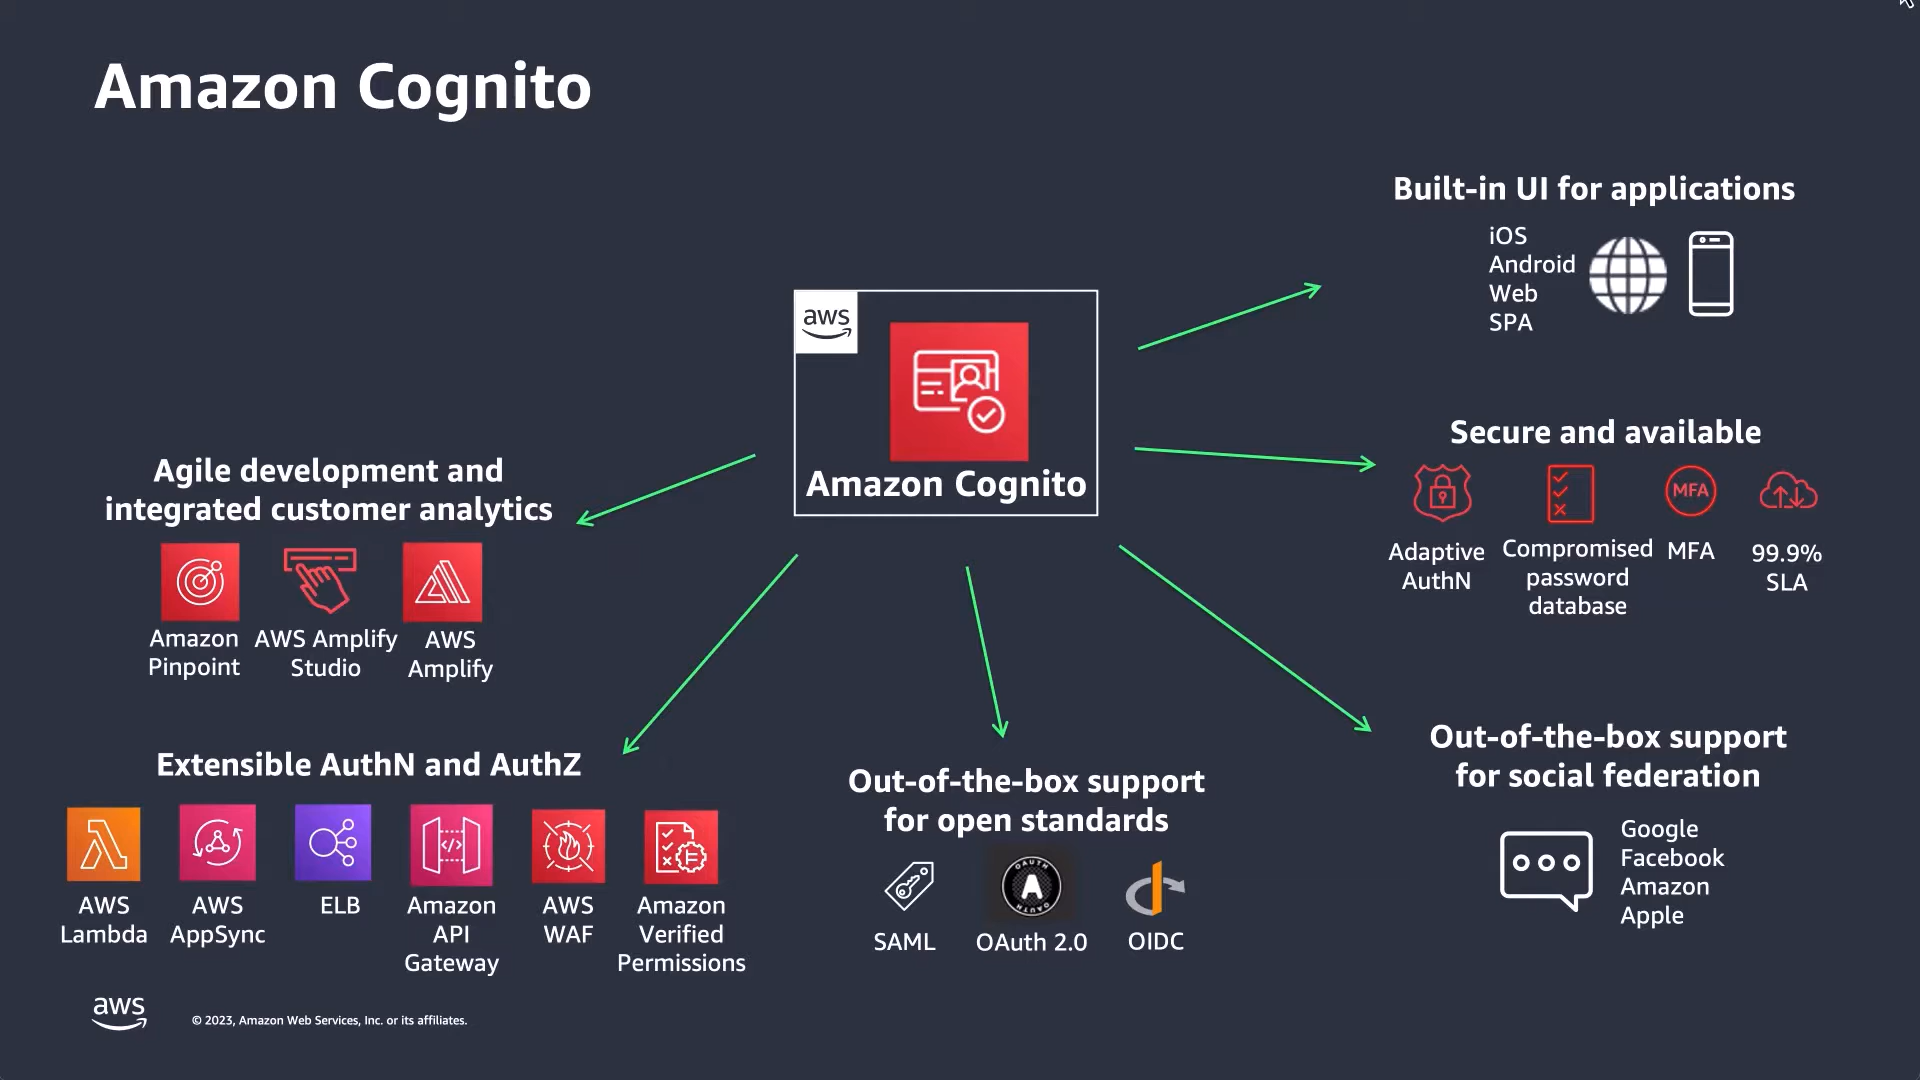 Amazon Cognito
Built-in UI for applications
iOS
Android
Web
SPA
aws
Amazon Cognito
Secure and available
MFA
Adaptive
AuthN
Compromised
password
database
MFA
99.9%
SLA
Agile development and
integrated customer analytics
Amazon
Pinpoint
AWS Amplify
Studio
AWS
Amplify
Extensible AuthN and AuthZ
AWS
Lambda
AWS
AppSync
ELB
Amazon
API
Gateway
AWS
WAF
Amazon
Verified
Permissions
Out-of-the-box support
for open standards
SAML
OAUTH
A
OAUTH
OAuth 2.0
OIDC
Out-of-the-box support
for social federation
Google
Facebook
Amazon
Apple
aws
© 2023, Amazon Web Services, Inc. or its affiliates.